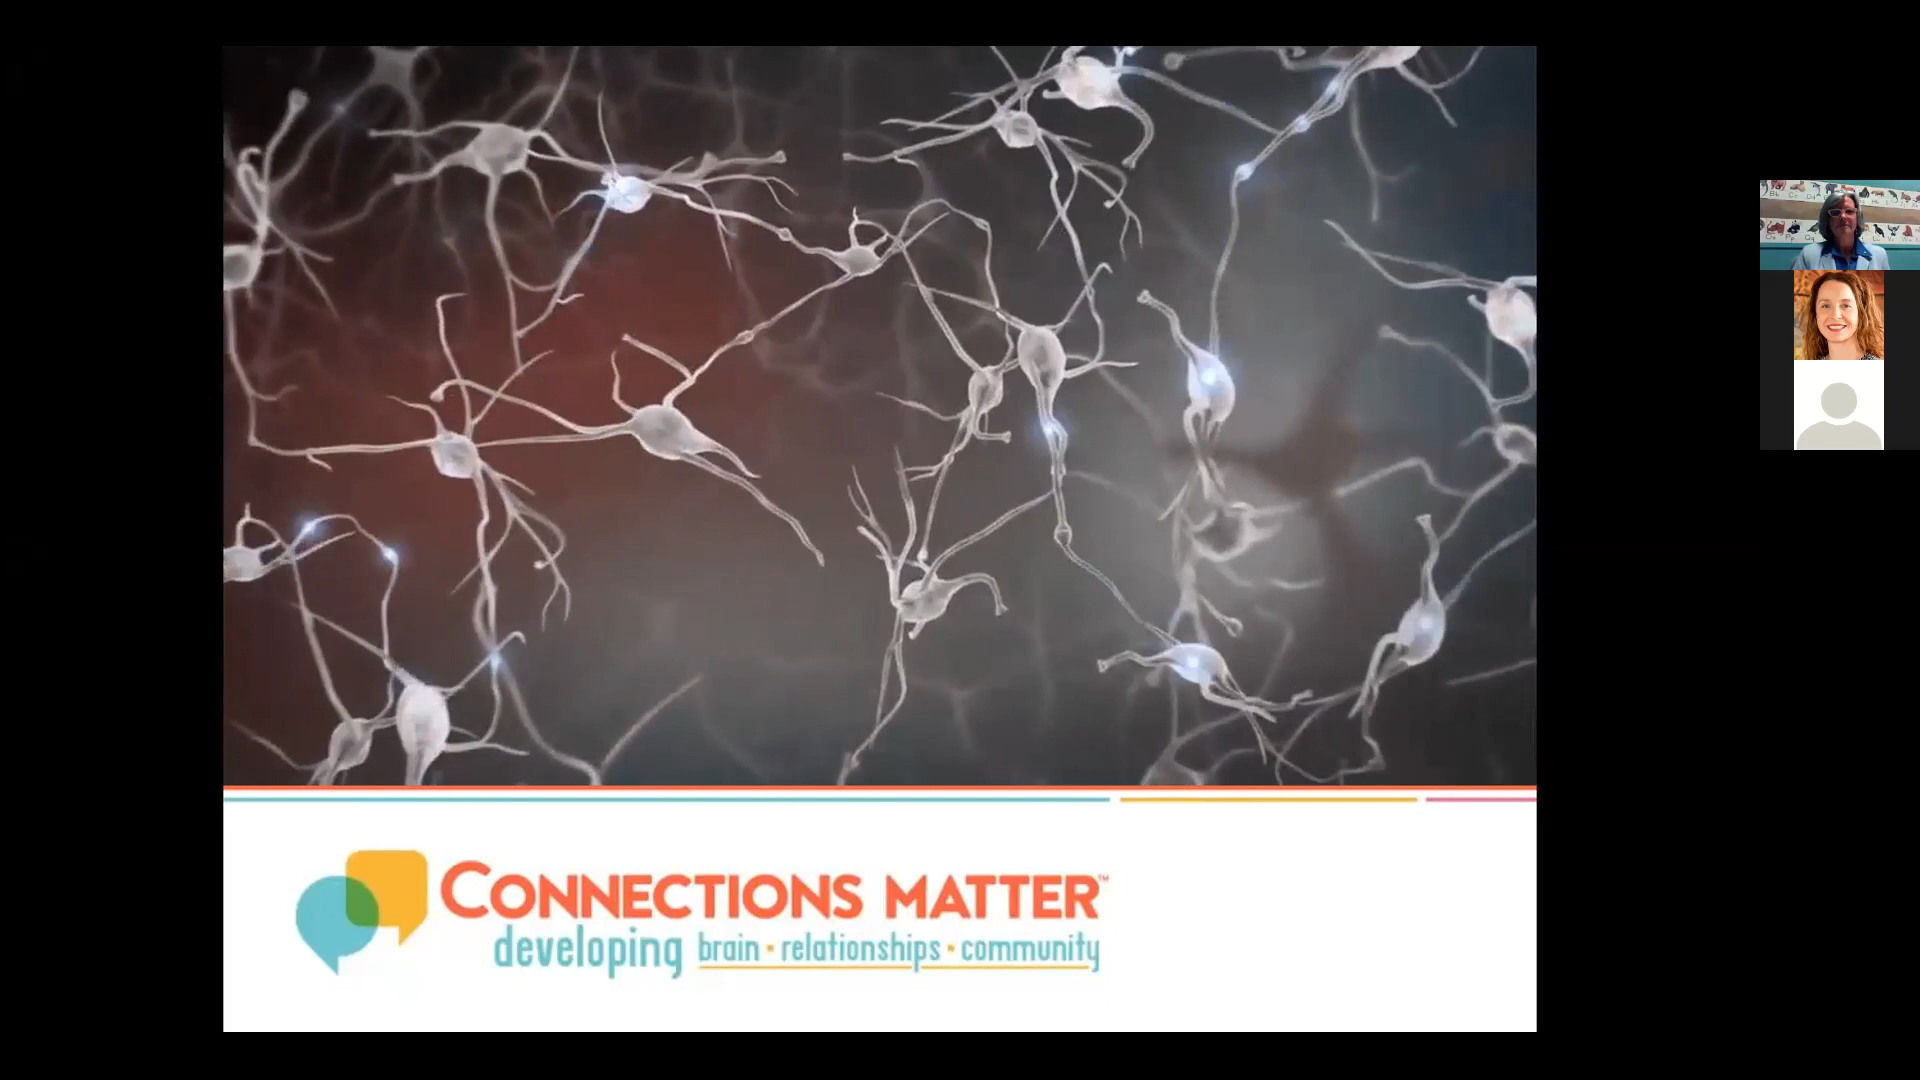 CONNECTIONS MATTER™
developing brain • relationships • community